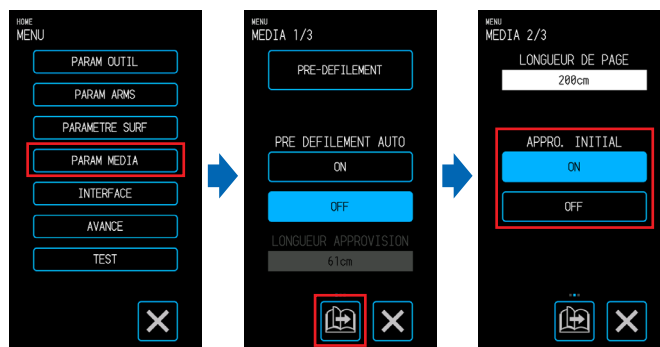 HOME
MENU
PARAM OUTIL
PARAM ARMS
PARAMETRE SURF
PARAM MEDIA
INTERFACE
AVANCE
TEST
MENU
MEDIA 1/3
PRE-DEFILEMENT
PRE DEFILEMENT AUTO
ON
OFF
LONGUEUR APPROVISION
61cm
MENU
MEDIA 2/3
LONGUEUR DE PAGE
200cm
APPRO. INITIAL
ON
OFF